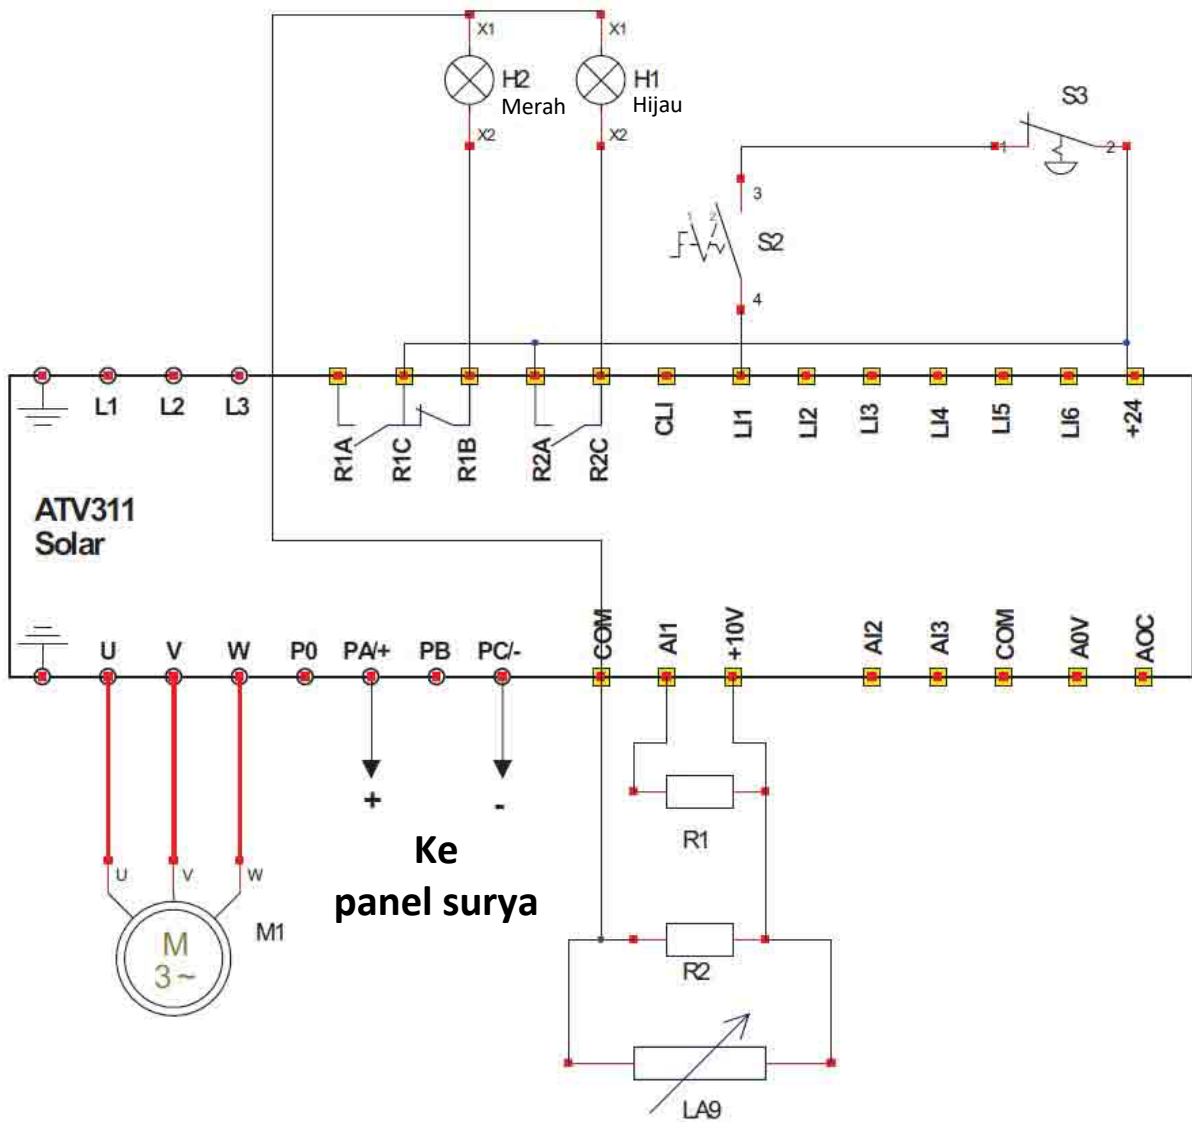 X1
X1
H2
Merah
H1
Hijau
X2
X2
S3
1
2
3
1
2
S2
4
L1
L2
L3
R1A
R1C
R1B
R2A
R2C
CLI
LI1
LI2
LI3
LI4
LI5
LI6
+24
ATV311
Solar
U
V
W
P0
PA/+
PB
PC/-
COM
AI1
+10V
AI2
AI3
COM
A0V
AOC
+
-
R1
Ke
panel surya
U
V
W
M
3~
M1
R2
LA9